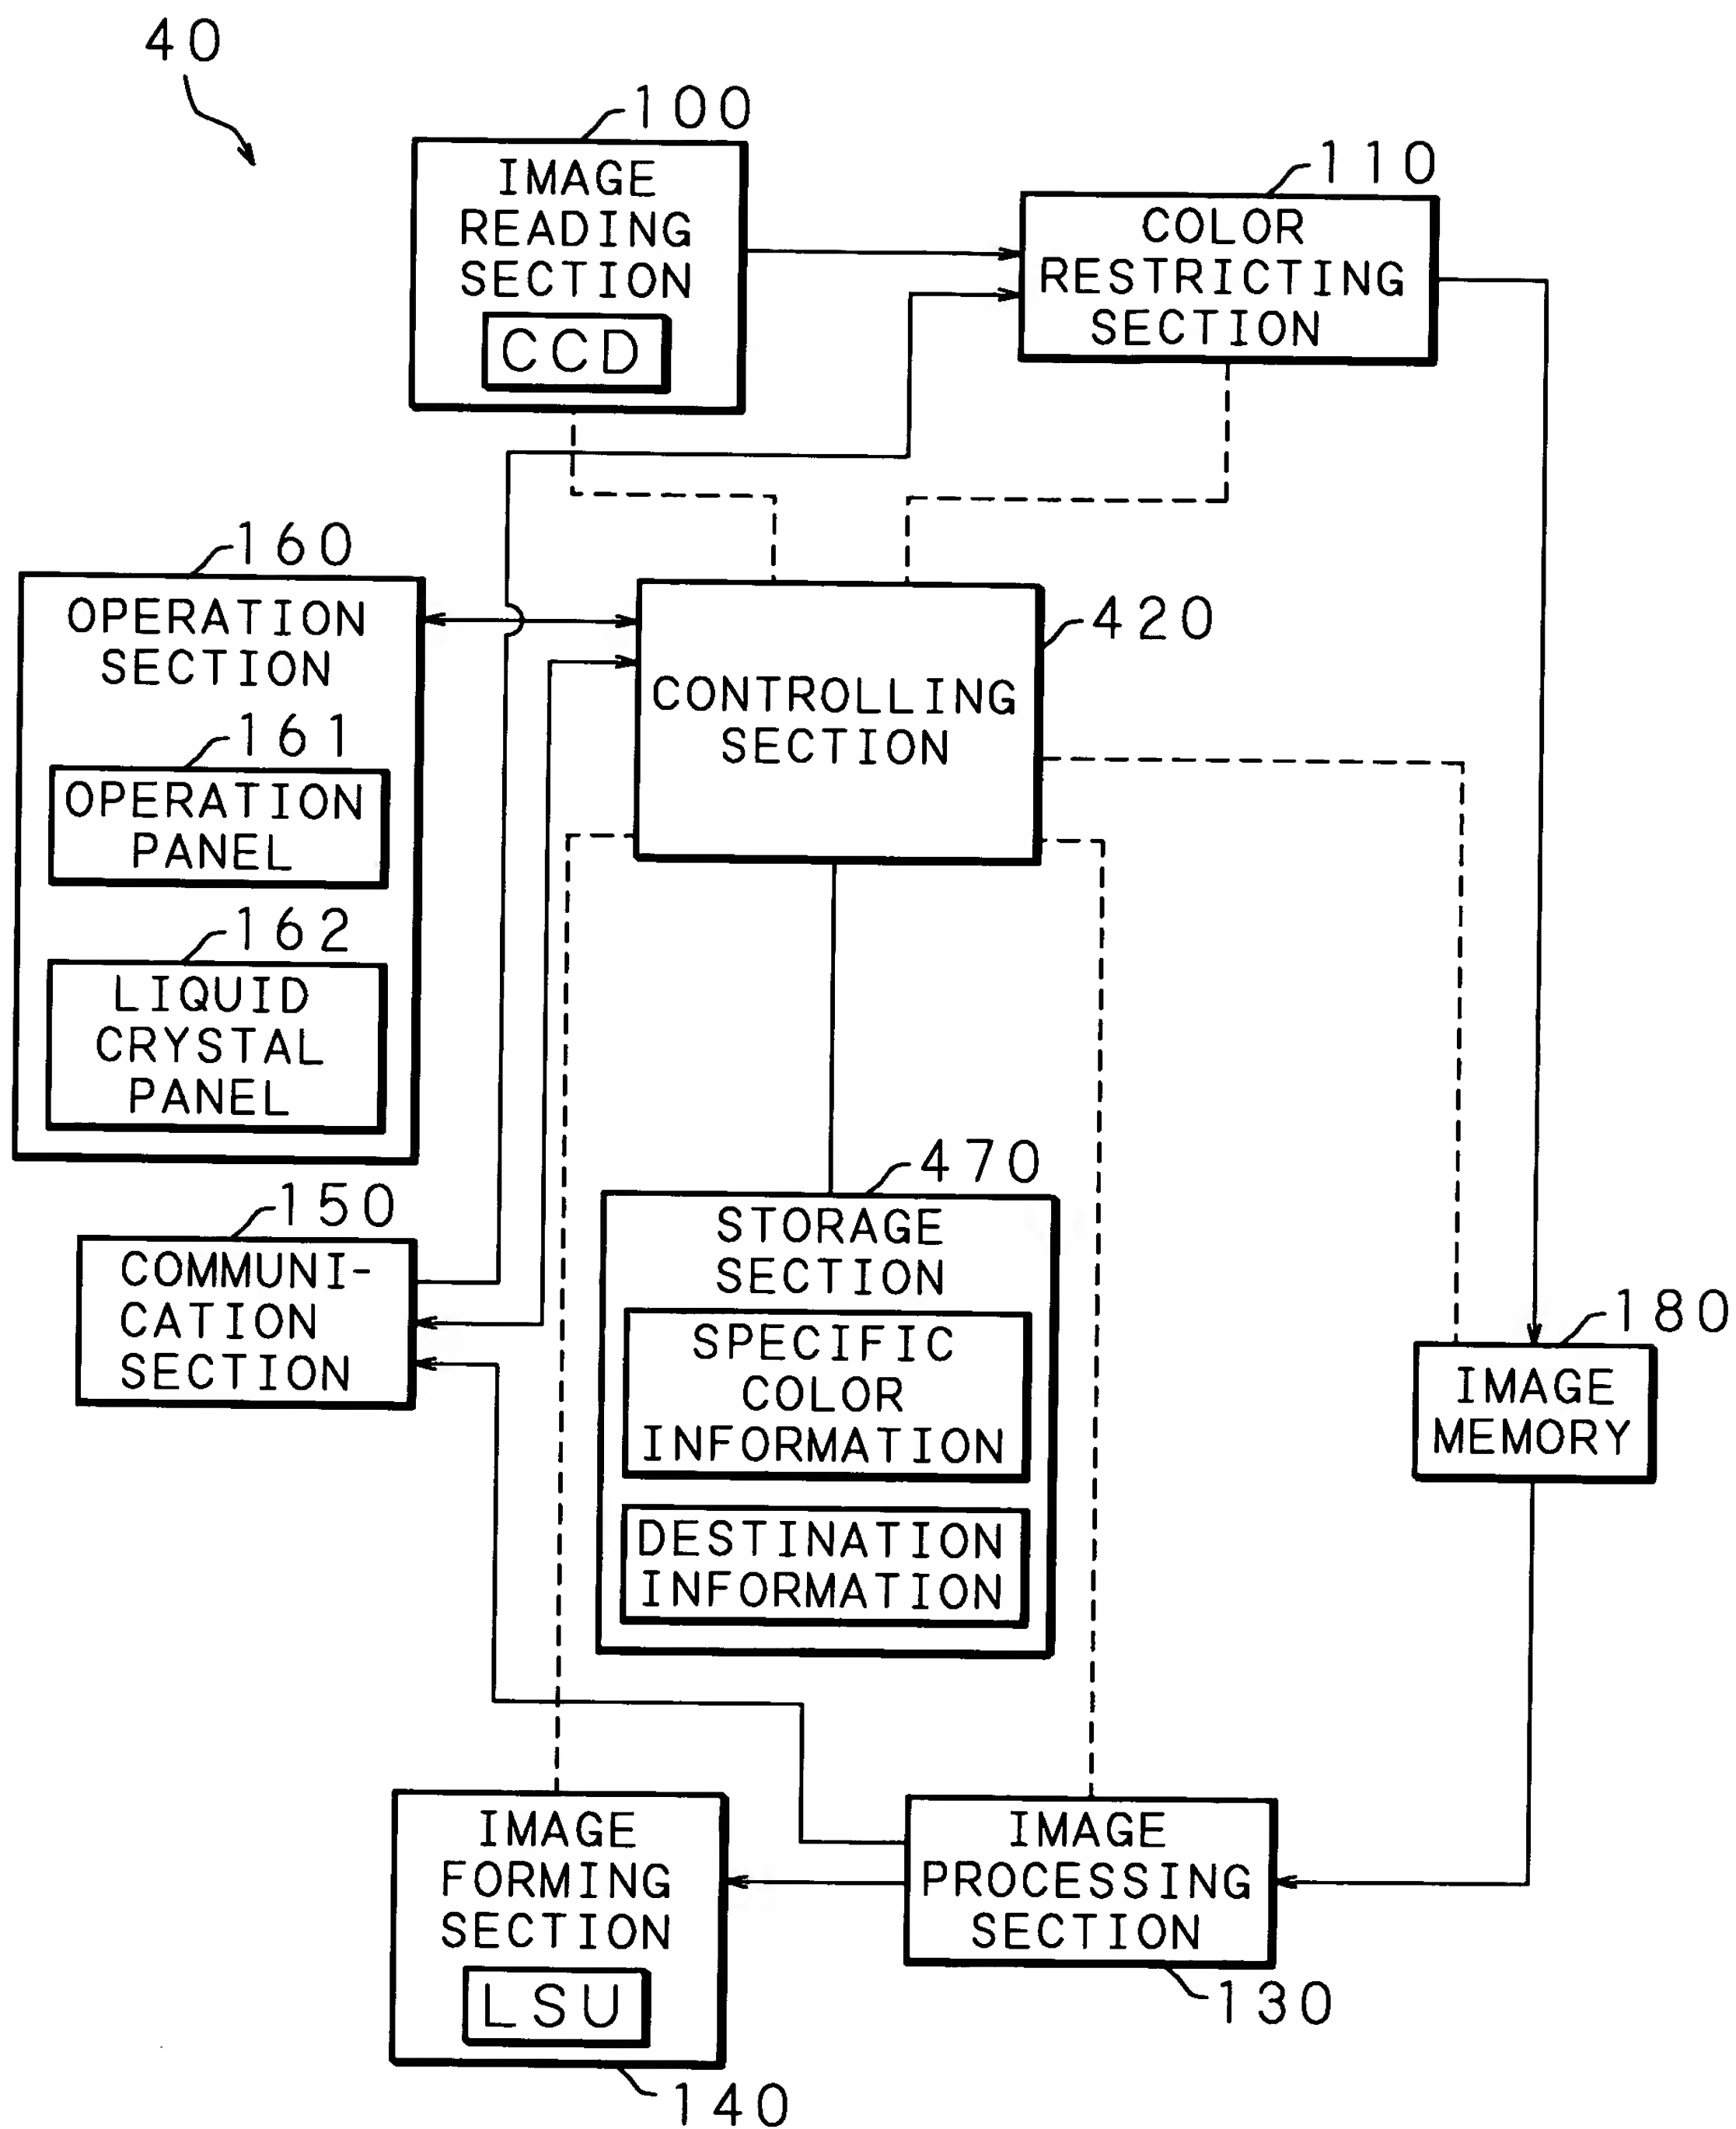 40
100
IMAGE
READING
SECTION
CCD
110
COLOR
RESTRICTING
SECTION
160
OPERATION
SECTION
161
OPERATION
PANEL
162
LIQUID
CRYSTAL
PANEL
420
CONTROLLING
SECTION
150
COMMUNI-
CATION
SECTION
470
STORAGE
SECTION
SPECIFIC
COLOR
INFORMATION
DESTINATION
INFORMATION
180
IMAGE
MEMORY
IMAGE
FORMING
SECTION
LSU
140
IMAGE
PROCESSING
SECTION
130